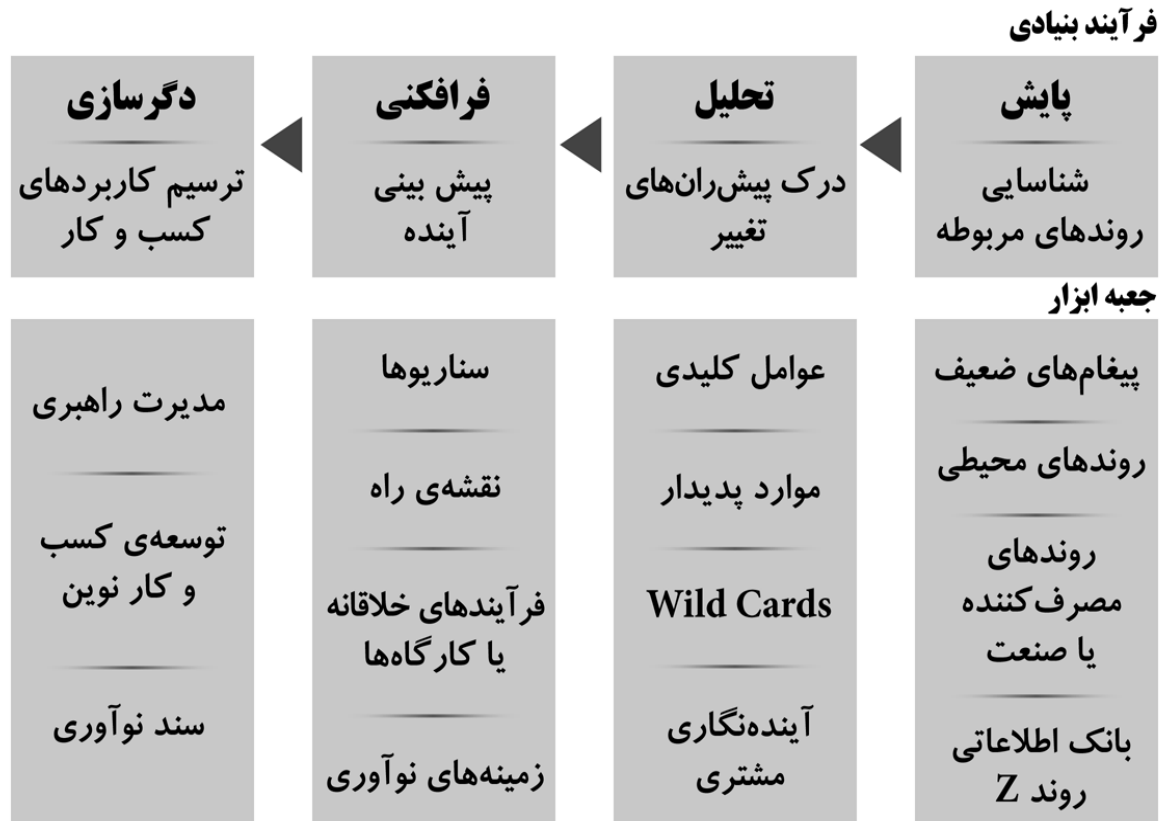 فرآیند بنیادی
پایش
شناسایی
روندهای مربوطه
تحلیل
درک پیش‌ران‌های
تغییر
فرافکنی
پیش بینی
آینده
دگرسازی
ترسیم کاربردهای
کسب و کار
جعبه ابزار
پیغام‌های ضعیف
روندهای محیطی
روندهای
مصرف‌کننده
یا صنعت
بانک اطلاعاتی
روند Z
عوامل کلیدی
موارد پدیدار
Wild Cards
آینده‌نگاری
مشتری
سناریوها
نقشه‌ی راه
فرآیندهای خلاقانه
یا کارگاه‌ها
زمینه‌های نوآوری
مدیرت راهبری
توسعه‌ی کسب
و کار نوین
سند نوآوری